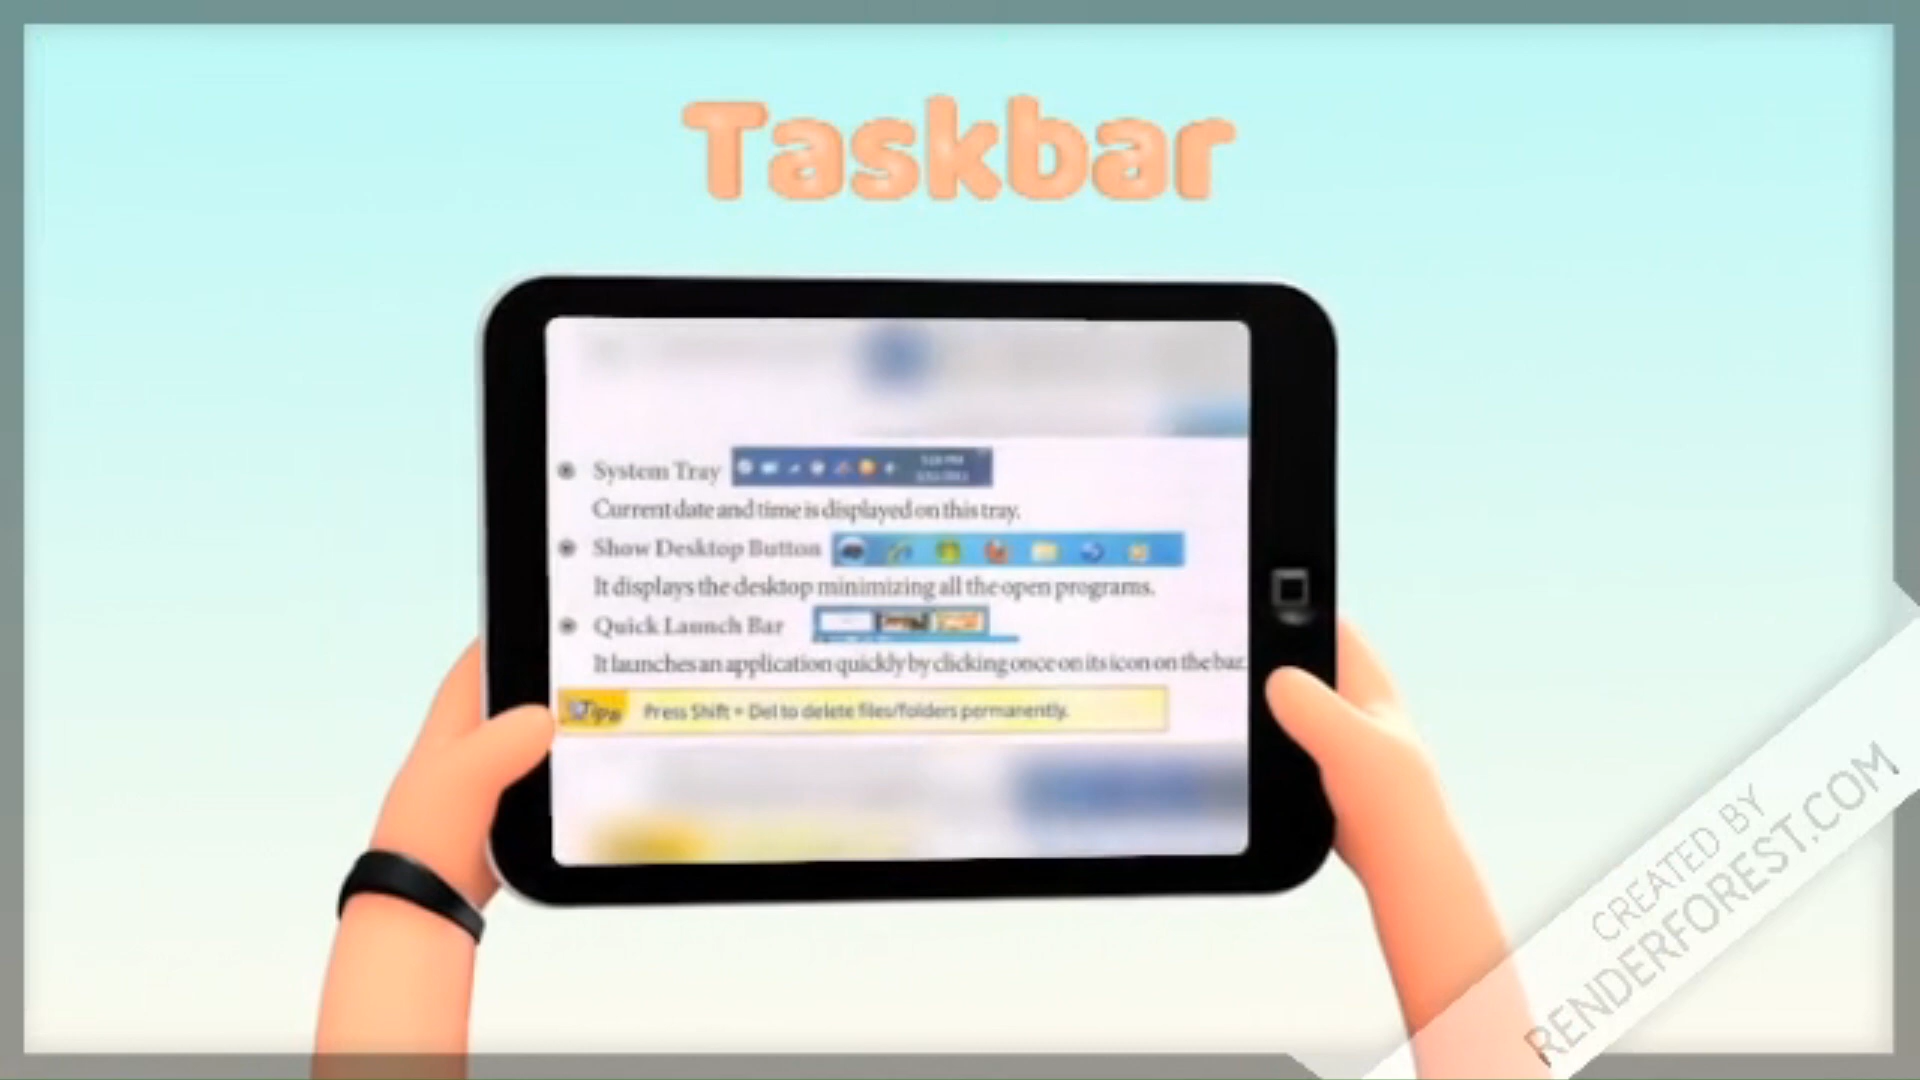 Taskbar
System Tray
Current date and time is displayed on this tray.
Show Desktop Button
It displays the desktop minimizing all the open programs.
Quick Launch Bar
It launches an application quickly by clicking once on its icon on the bar.
Tips
Press Shift + Del to delete files/folders permanently.
CREATED BY
RENDERFOREST.COM